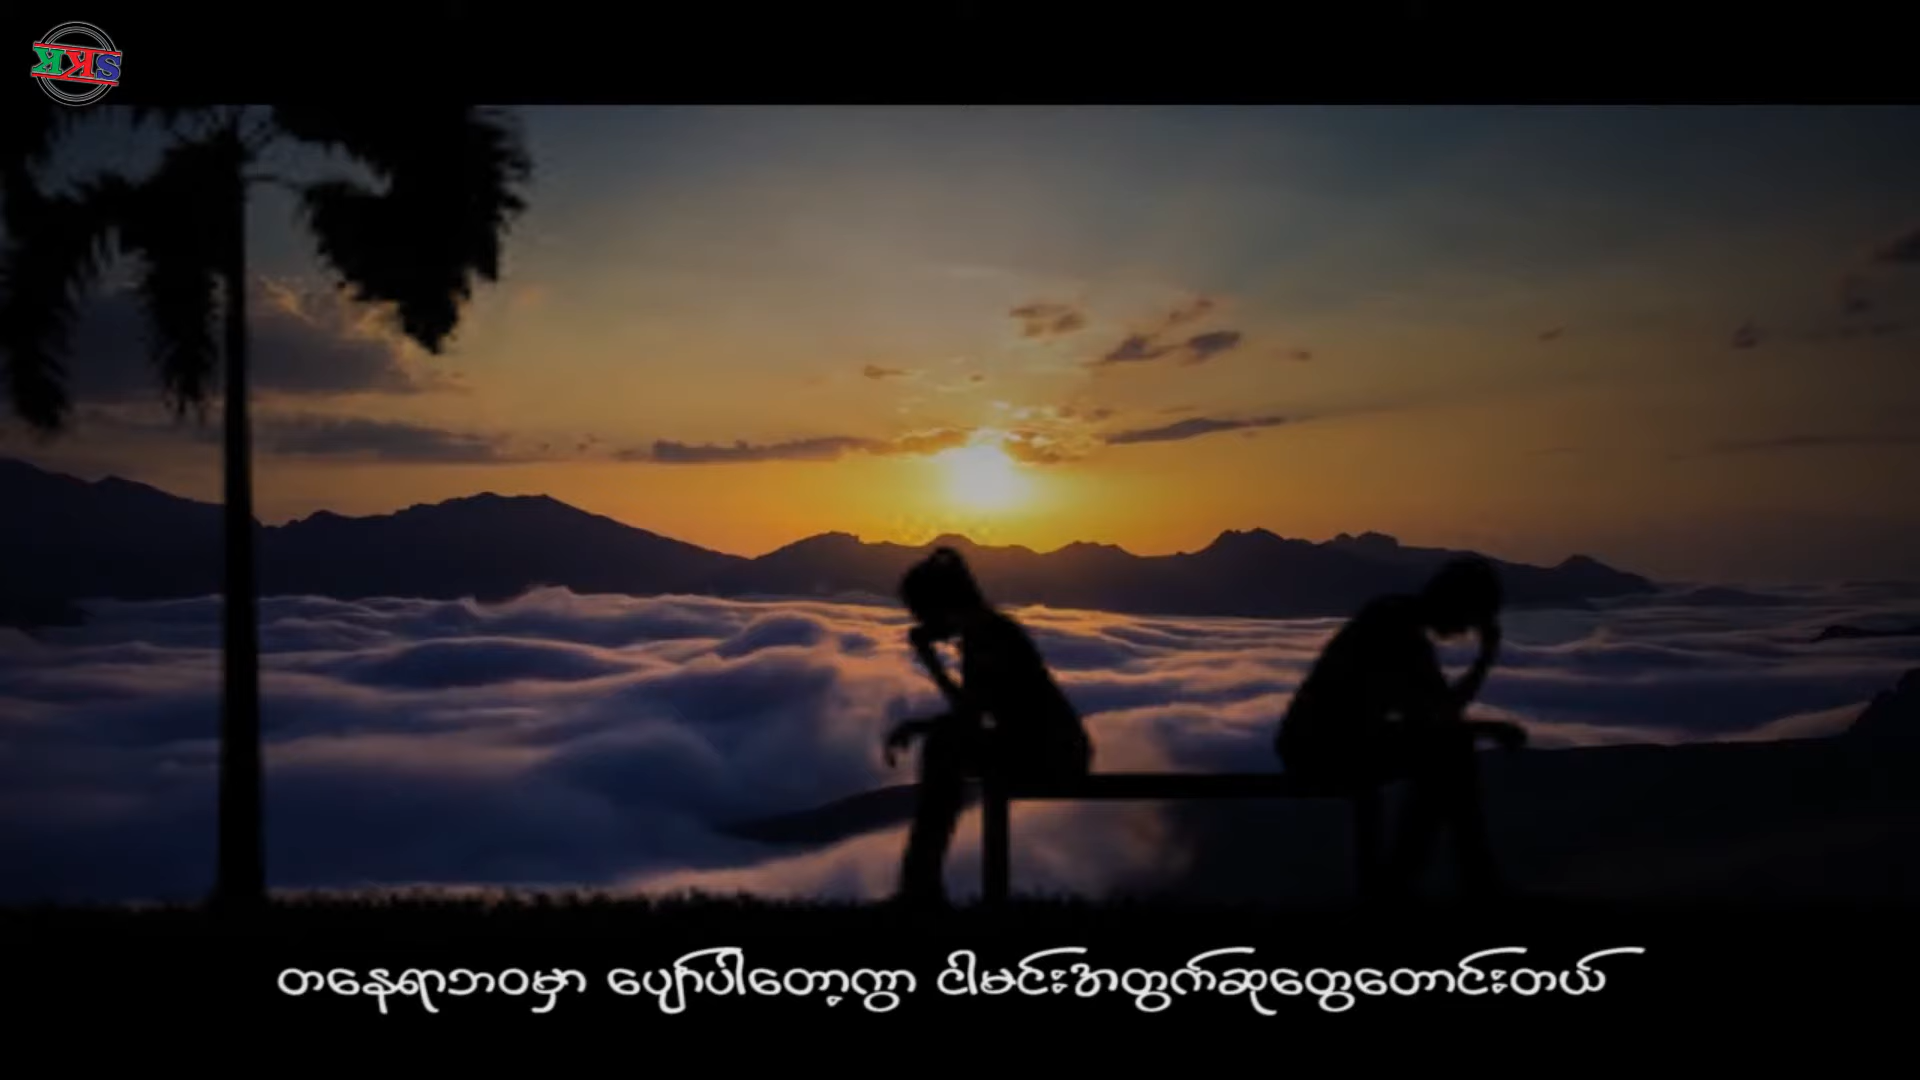 KKS
တနေရာဘဝမှာ ပျော်ပါတော့ကွာ ငါမင်းအတွက်ဆုတွေတောင်းတယ်